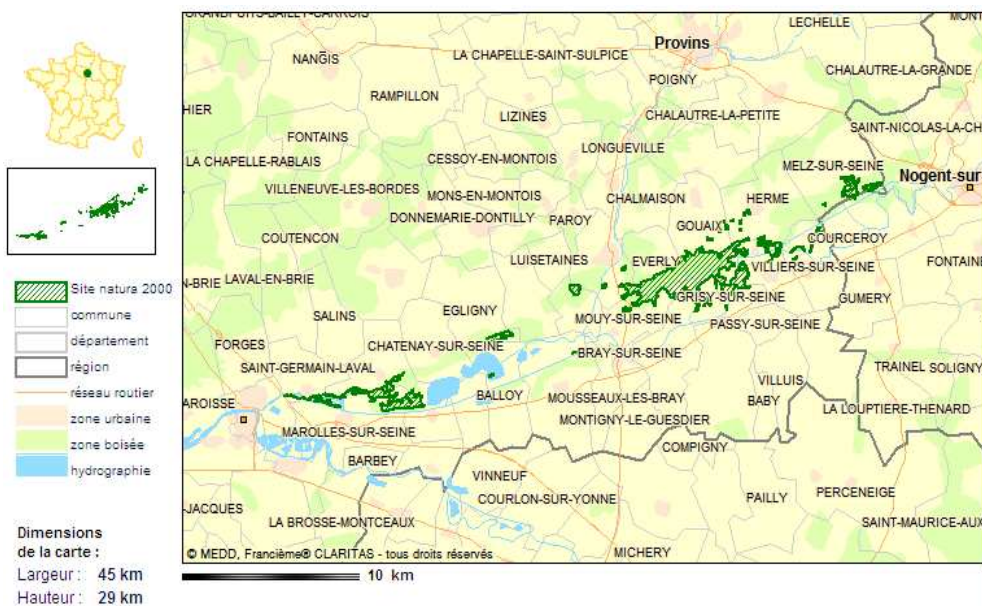 GRANDPUITS-BAILLY-CARROIS
LECHELLE
NANGIS
LA CHAPELLE-SAINT-SULPICE
Provins
POIGNY
CHALAUTRE-LA-GRANDE
RAMPILLON
LIZINES
CHALAUTRE-LA-PETITE
SAINT-NICOLAS-LA-CH
FONTAINS
LONGUEVILLE
LA CHAPELLE-RABLAIS
CESSOY-EN-MONTOIS
MELZ-SUR-SEINE
Nogent-sur
VILLENEUVE-LES-BORDES
MONS-EN-MONTOIS
CHALMAISON
HERME
DONNEMARIE-DONTILLY
PAROY
GOUAIX
COUTENCON
COURCEROY
LUISETAINES
EVERLY
VILLIERS-SUR-SEINE
FONTAINE
N-BRIE
LAVAL-EN-BRIE
GRISY-SUR-SEINE
GUMERY
SALINS
EGLIGNY
MOUY-SUR-SEINE
PASSY-SUR-SEINE
FORGES
CHATENAY-SUR-SEINE
BRAY-SUR-SEINE
SAINT-GERMAIN-LAVAL
TRAINEL
SOLIGNY
VILLUIS
AROISSE
BALLOY
MOUSSEAUX-LES-BRAY
BABY
LA LOUPTIERE-THENARD
MONTIGNY-LE-GUESDIER
MAROLLES-SUR-SEINE
COMPIGNY
BARBEY
VINNEUF
COURLON-SUR-YONNE
PAILLY
PERCENEIGE
-JACQUES
LA BROSSE-MONTCEAUX
SAINT-MAURICE-AUX
MICHERY
© MEDD, Francième® CLARITAS - tous droits réservés
10 km
Site natura 2000
commune
département
région
réseau routier
zone urbaine
zone boisée
hydrographie
Dimensions
de la carte :
Largeur : 45 km
Hauteur : 29 km